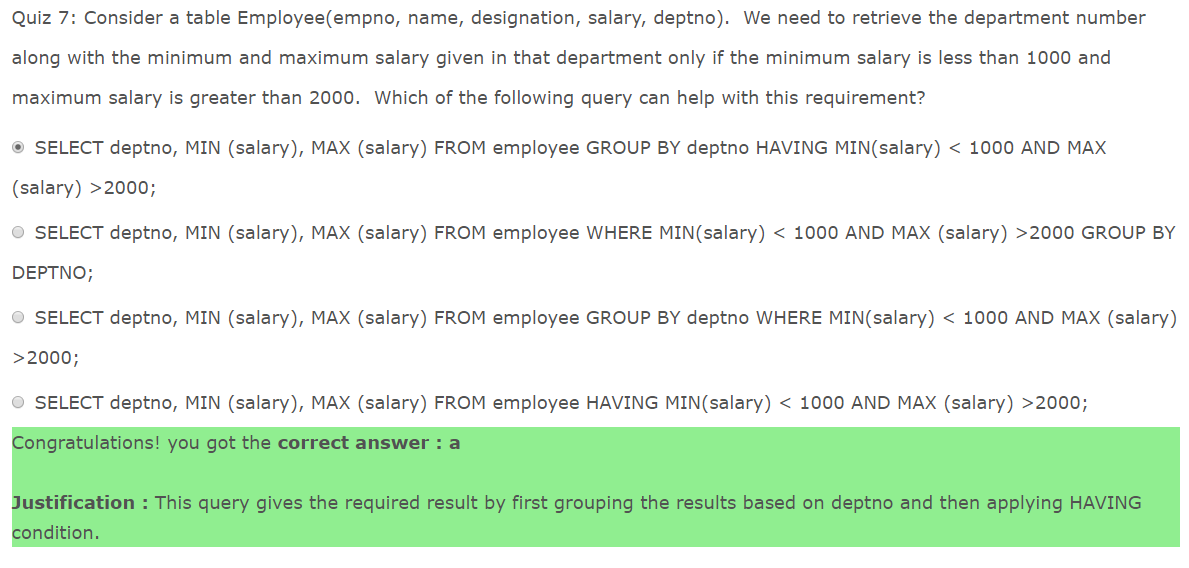 Quiz 7: Consider a table Employee(empno, name, designation, salary, deptno).  We need to retrieve the department number
along with the minimum and maximum salary given in that department only if the minimum salary is less than 1000 and
maximum salary is greater than 2000.  Which of the following query can help with this requirement?
SELECT deptno, MIN (salary), MAX (salary) FROM employee GROUP BY deptno HAVING MIN(salary) < 1000 AND MAX
(salary) >2000;
SELECT deptno, MIN (salary), MAX (salary) FROM employee WHERE MIN(salary) < 1000 AND MAX (salary) >2000 GROUP BY
DEPTNO;
SELECT deptno, MIN (salary), MAX (salary) FROM employee GROUP BY deptno WHERE MIN(salary) < 1000 AND MAX (salary)
>2000;
SELECT deptno, MIN (salary), MAX (salary) FROM employee HAVING MIN(salary) < 1000 AND MAX (salary) >2000;
Congratulations! you got the correct answer : a
Justification : This query gives the required result by first grouping the results based on deptno and then applying HAVING
condition.